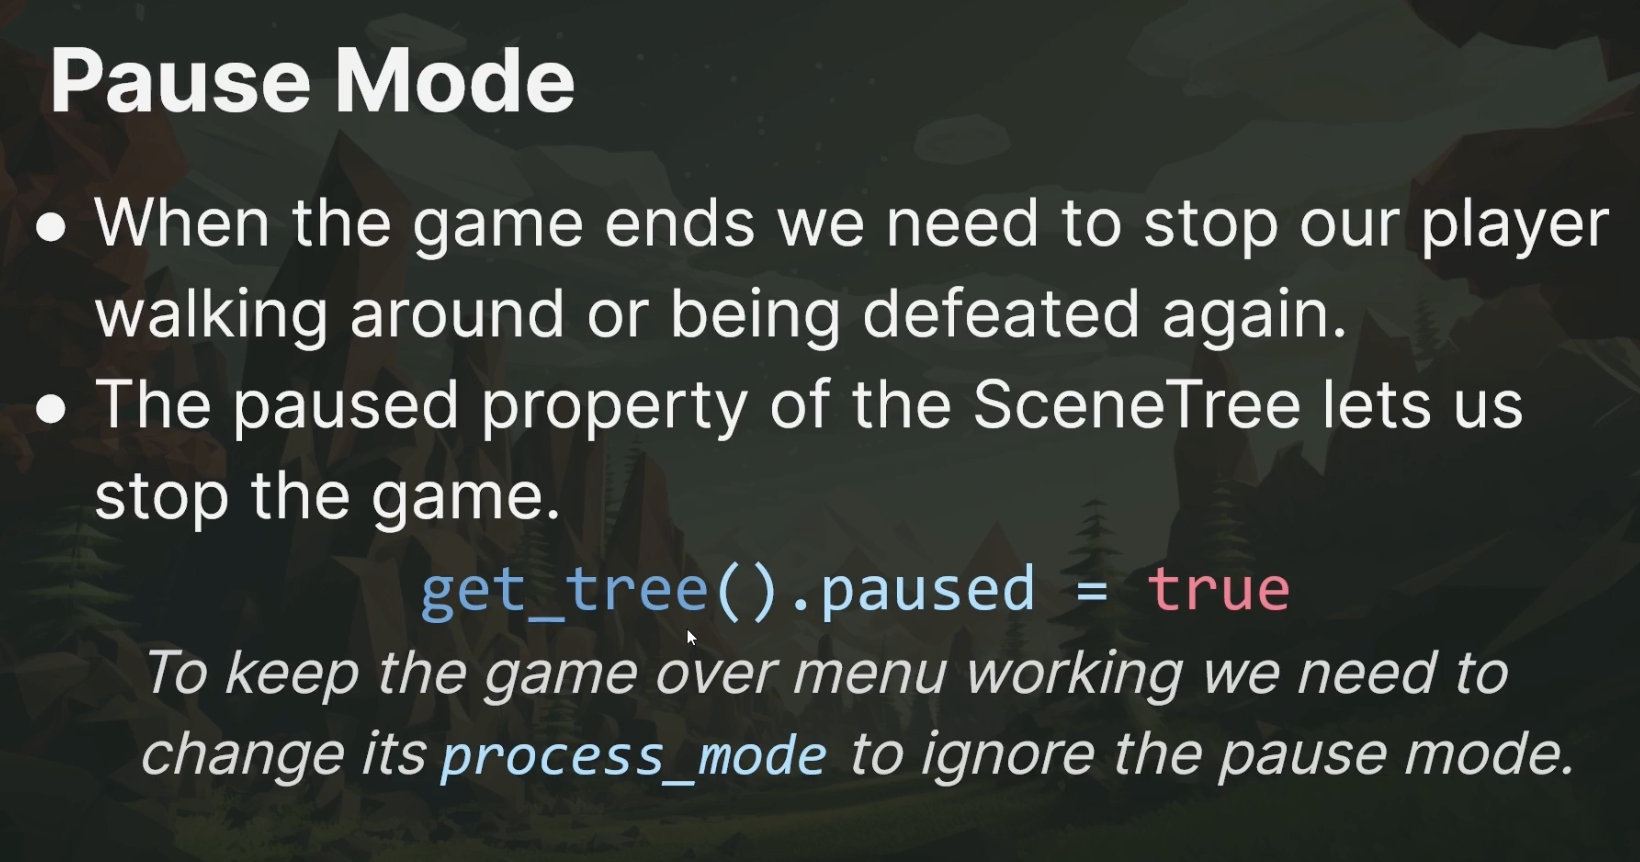 Pause Mode
● When the game ends we need to stop our player
walking around or being defeated again.
● The paused property of the SceneTree lets us
stop the game.
get_tree().paused = true
To keep the game over menu working we need to
change its process_mode to ignore the pause mode.